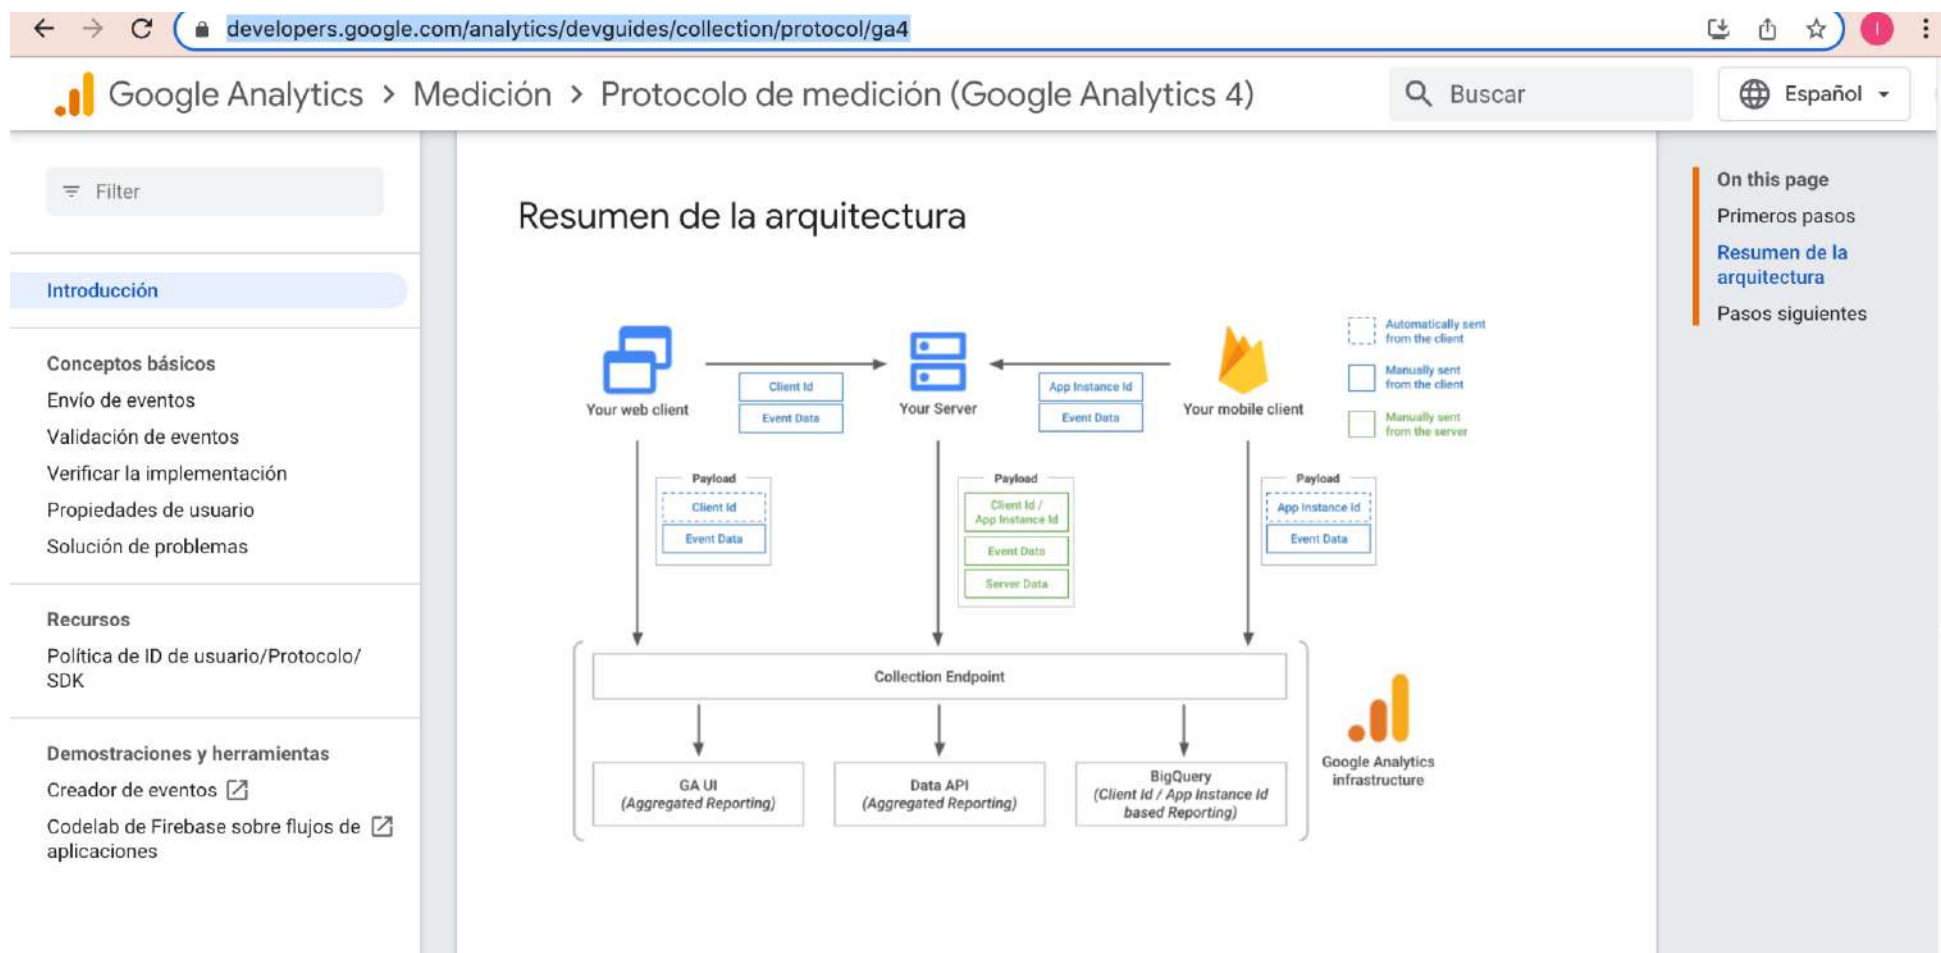 developers.google.com/analytics/devguides/collection/protocol/ga4
I
Google Analytics > Medición > Protocolo de medición (Google Analytics 4)
Buscar
Español
Filter
Introducción
Conceptos básicos
Envío de eventos
Validación de eventos
Verificar la implementación
Propiedades de usuario
Solución de problemas
Recursos
Política de ID de usuario/Protocolo/
SDK
Demostraciones y herramientas
Creador de eventos
Codelab de Firebase sobre flujos de
aplicaciones
Resumen de la arquitectura
Your web client
Client Id
Event Data
Your Server
App Instance Id
Event Data
Your mobile client
Automatically sent
from the client
Manually sent
from the client
Manually sent
from the server
Payload
Client Id
Event Data
Payload
Client Id /
App Instance Id
Event Data
Server Data
Payload
App Instance Id
Event Data
Collection Endpoint
GA UI
(Aggregated Reporting)
Data API
(Aggregated Reporting)
BigQuery
(Client Id / App Instance Id
based Reporting)
Google Analytics
infrastructure
On this page
Primeros pasos
Resumen de la
arquitectura
Pasos siguientes